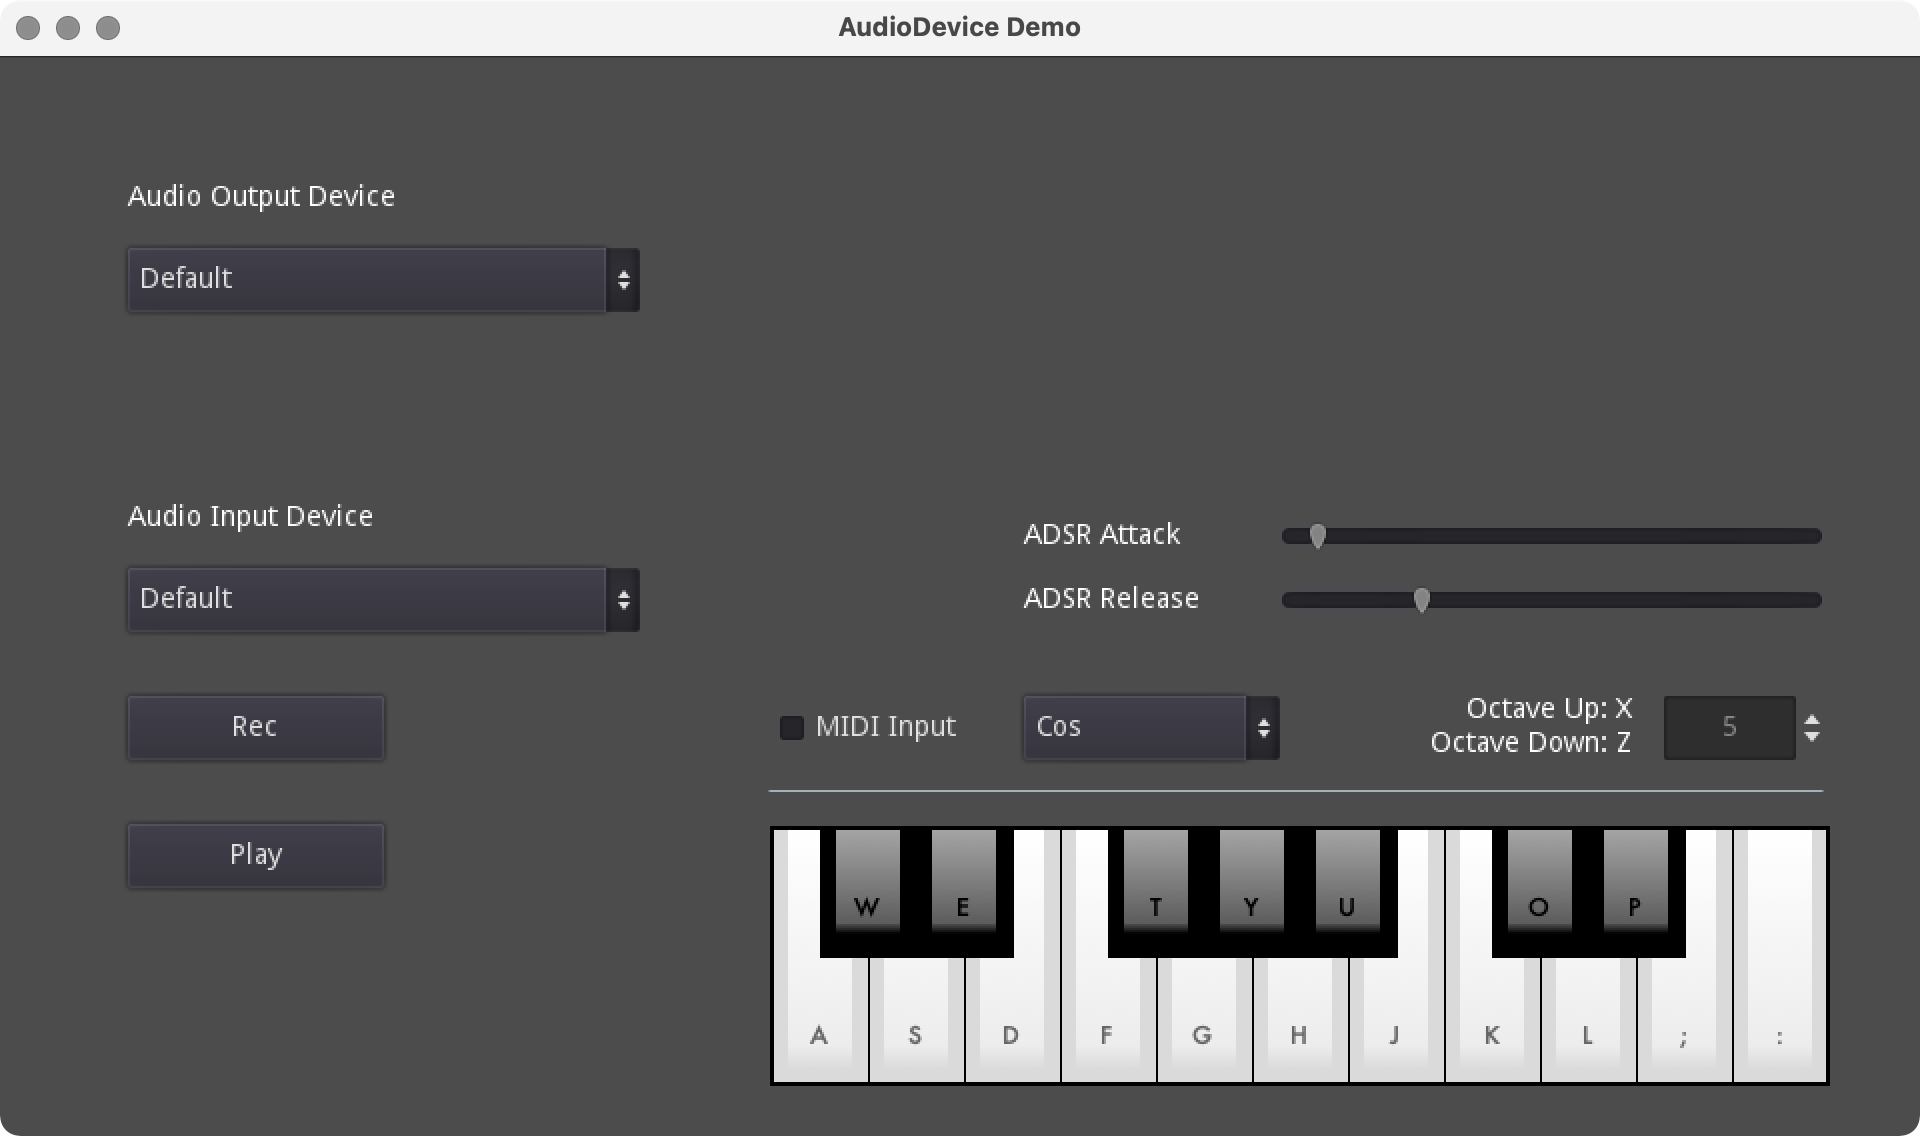 AudioDevice Demo
Audio Output Device
Default
Audio Input Device
Default
Rec
Play
ADSR Attack
ADSR Release
MIDI Input
Cos
Octave Up: X
Octave Down: Z
5
W E T Y U O P
A S D F G H J K L ; :